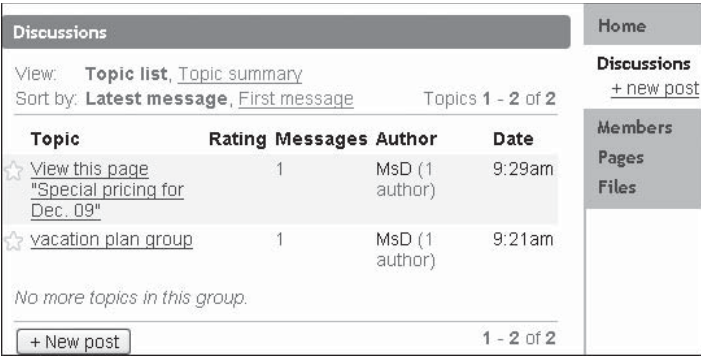 Discussions
View: Topic list, Topic summary
Sort by: Latest message, First message Topics 1 - 2 of 2
Topic Rating Messages Author Date
View this page 1 MsD (1 9:29am
"Special pricing for author)
Dec. 09"
vacation plan group 1 MsD (1 9:21am
author)
No more topics in this group.
+ New post 1 - 2 of 2
Home
Discussions
+ new post
Members
Pages
Files